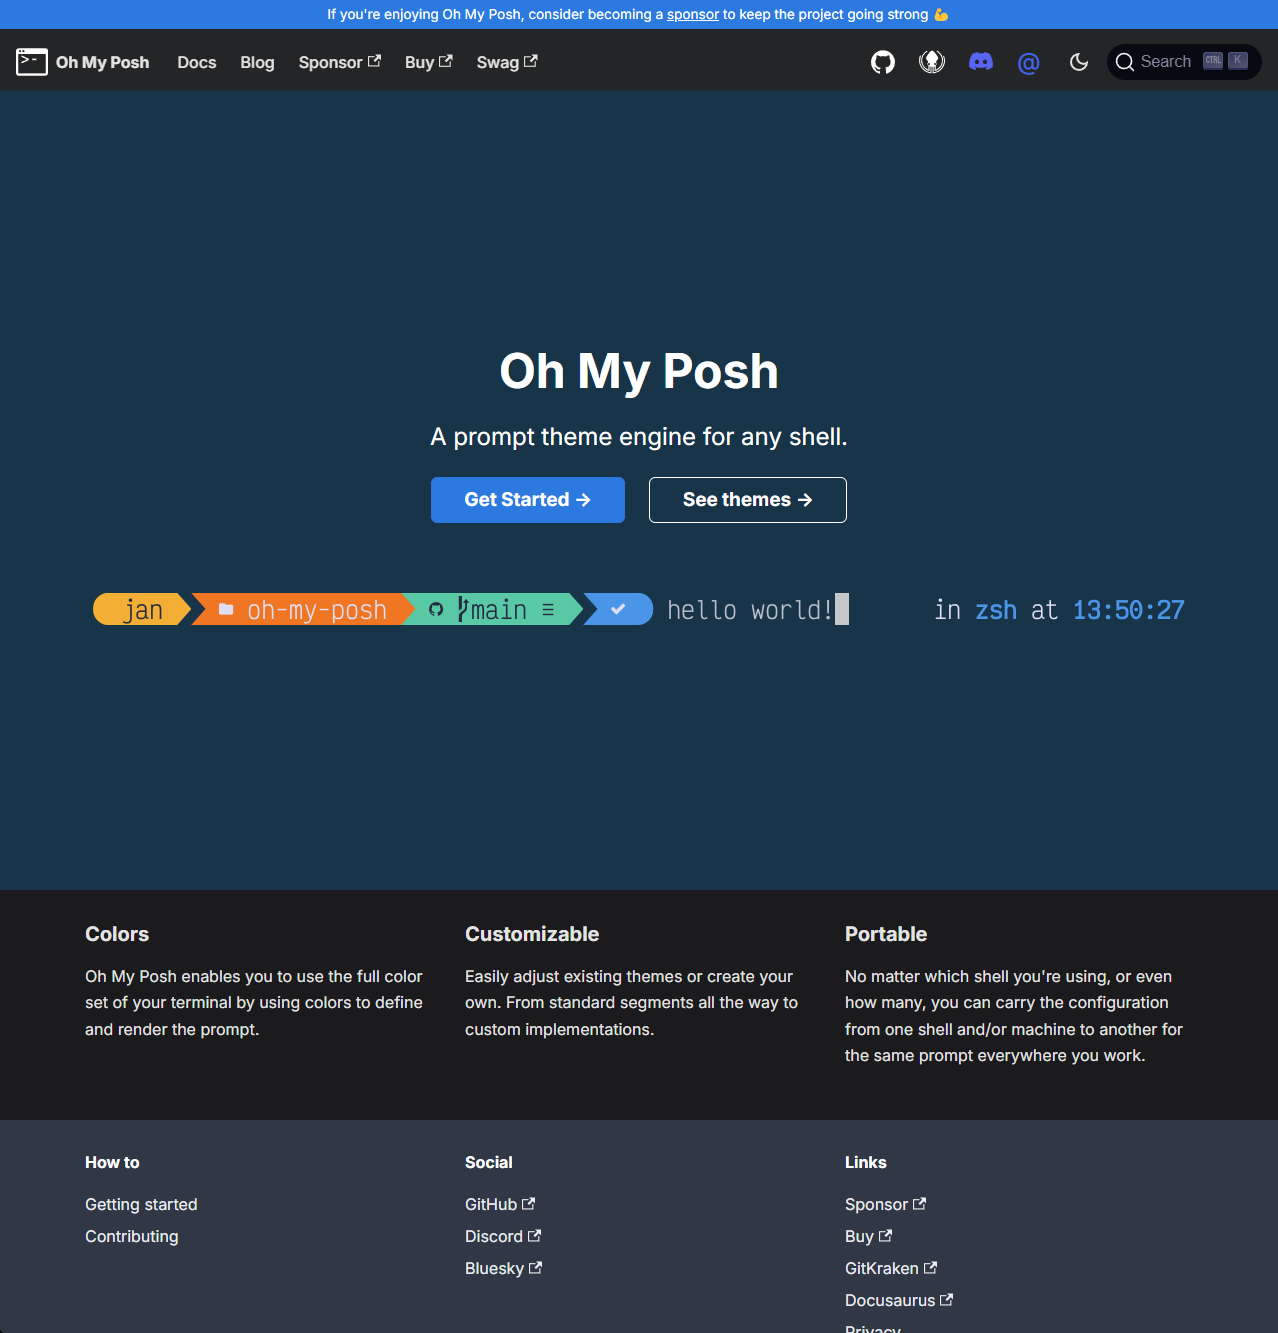 If you're enjoying Oh My Posh, consider becoming a sponsor to keep the project going strong 💪
Oh My Posh Docs Blog Sponsor Buy Swag @ Search CTRL K
Oh My Posh
A prompt theme engine for any shell.
Get Started → See themes →
jan oh-my-posh main ≡ hello world! in zsh at 13:50:27
Colors
Oh My Posh enables you to use the full color
set of your terminal by using colors to define
and render the prompt.
Customizable
Easily adjust existing themes or create your
own. From standard segments all the way to
custom implementations.
Portable
No matter which shell you're using, or even
how many, you can carry the configuration
from one shell and/or machine to another for
the same prompt everywhere you work.
How to
Getting started
Contributing
Social
GitHub
Discord
Bluesky
Links
Sponsor
Buy
GitKraken
Docusaurus
Privacy